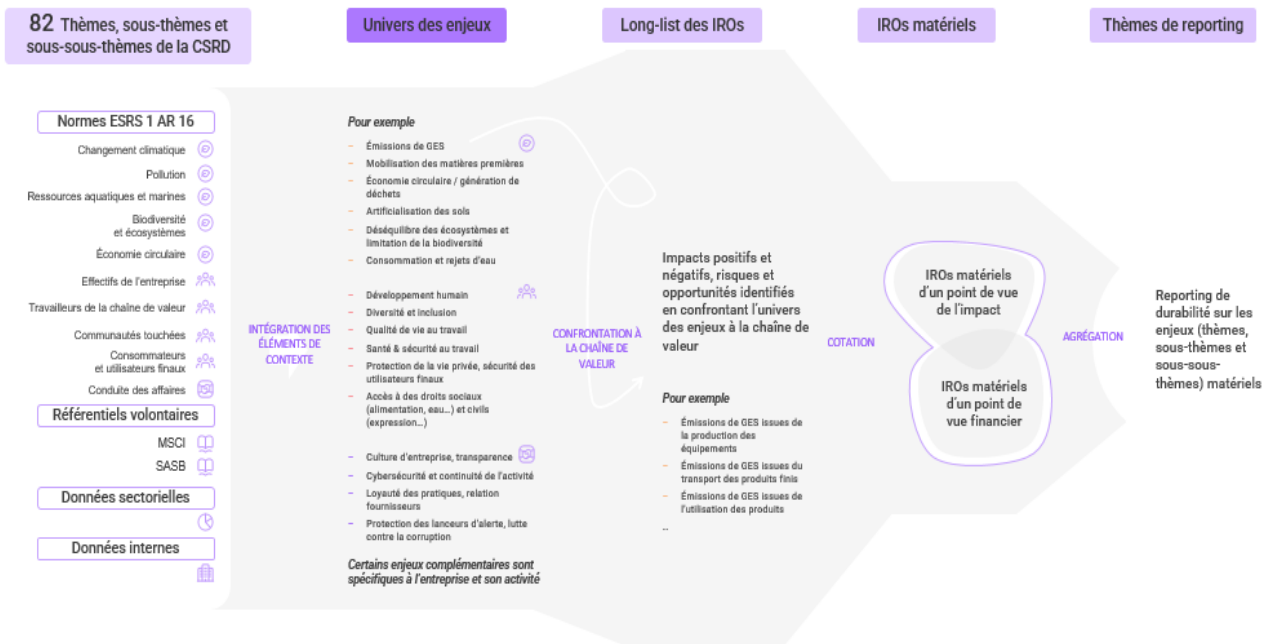 82 Thèmes, sous-thèmes et
sous-sous-thèmes de la CSRD
Univers des enjeux
Long-list des IROs
IROs matériels
Thèmes de reporting
Normes ESRS 1 AR 16
Changement climatique
Pollution
Ressources aquatiques et marines
Biodiversité
et écosystèmes
Économie circulaire
Effectifs de l'entreprise
Travailleurs de la chaîne de valeur
Communautés touchées
Consommateurs
et utilisateurs finaux
Conduite des affaires
Référentiels volontaires
MSCI
SASB
Données sectorielles
Données internes
INTÉGRATION DES
ÉLÉMENTS DE
CONTEXTE
Pour exemple
– Émissions de GES
– Mobilisation des matières premières
– Économie circulaire / génération de
déchets
– Artificialisation des sols
– Déséquilibre des écosystèmes et
limitation de la biodiversité
– Consommation et rejets d'eau
– Développement humain
– Diversité et inclusion
– Qualité de vie au travail
– Santé & sécurité au travail
– Protection de la vie privée, sécurité des
utilisateurs finaux
– Accès à des droits sociaux
(alimentation, eau…) et civils
(expression…)
– Culture d'entreprise, transparence
– Cybersécurité et continuité de l'activité
– Loyauté des pratiques, relation
fournisseurs
– Protection des lanceurs d'alerte, lutte
contre la corruption
Certains enjeux complémentaires sont
spécifiques à l'entreprise et son activité
CONFRONTATION À
LA CHAÎNE DE
VALEUR
Impacts positifs et
négatifs, risques et
opportunités identifiés
en confrontant l'univers
des enjeux à la chaîne de
valeur
Pour exemple
– Émissions de GES issues de
la production des
équipements
– Émissions de GES issues du
transport des produits finis
– Émissions de GES issues de
l'utilisation des produits
…
COTATION
IROs matériels
d'un point de vue
de l'impact
IROs matériels
d'un point de
vue financier
AGRÉGATION
Reporting de
durabilité sur les
enjeux (thèmes,
sous-thèmes et
sous-sous-
thèmes) matériels